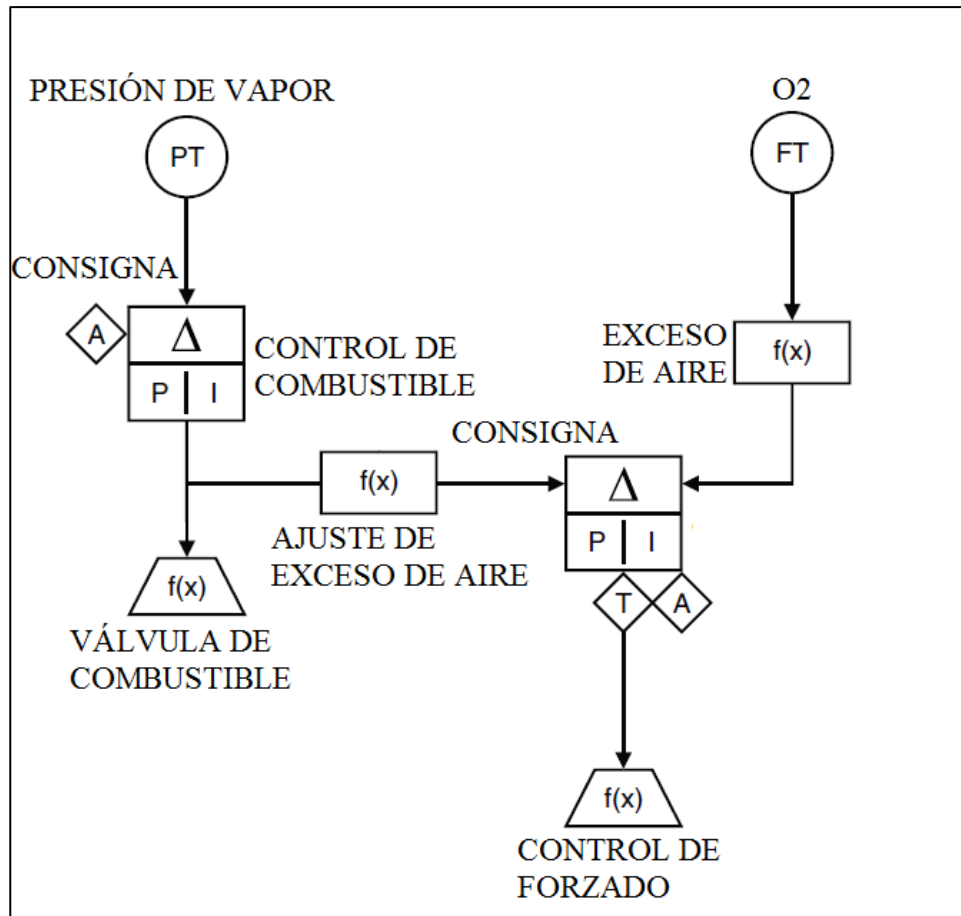 PRESIÓN DE VAPOR
PT
O2
FT
CONSIGNA
A
Δ
P I
CONTROL DE
COMBUSTIBLE
EXCESO
DE AIRE
f(x)
CONSIGNA
f(x)
AJUSTE DE
EXCESO DE AIRE
Δ
P I
T A
f(x)
VÁLVULA DE
COMBUSTIBLE
f(x)
CONTROL DE
FORZADO